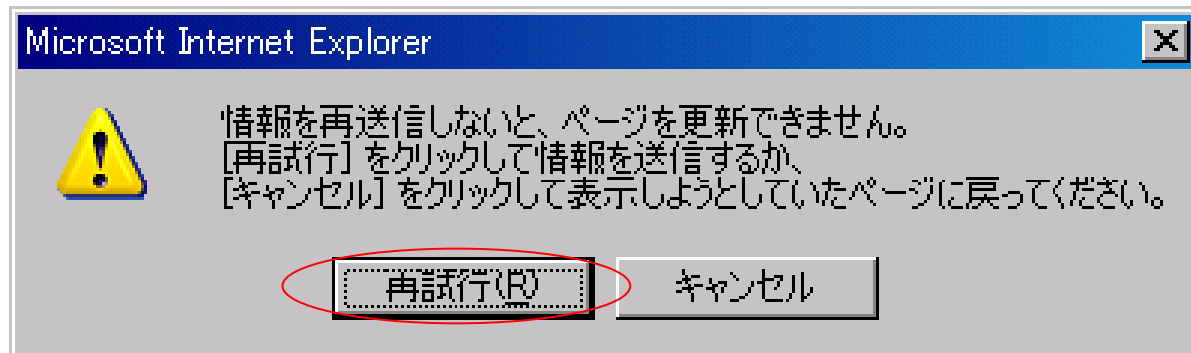 Microsoft Internet Explorer
情報を再送信しないと、ページを更新できません。
[再試行] をクリックして情報を送信するか、
[キャンセル] をクリックして表示しようとしていたページに戻ってください。
再試行(R)
キャンセル